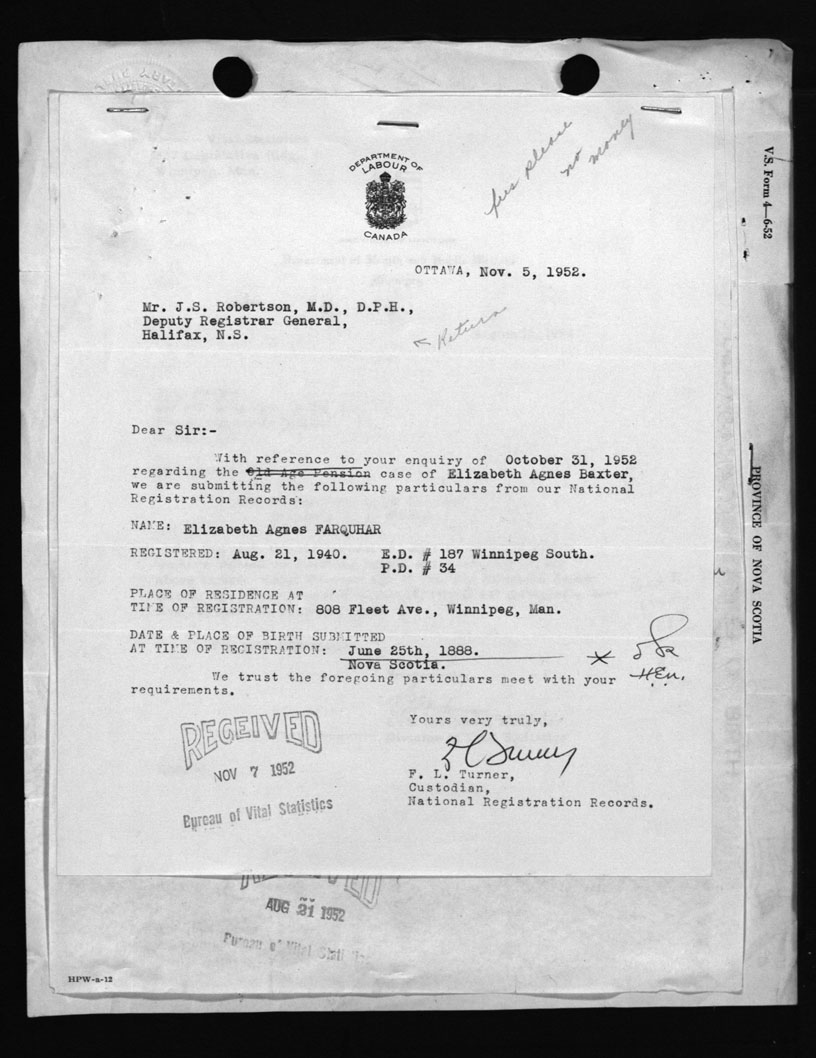 fees please
no money
V.S. Form 4—6-52
DEPARTMENT OF
LABOUR
CANADA
OTTAWA, Nov. 5, 1952.
Mr. J.S. Robertson, M.D., D.P.H.,
Deputy Registrar General,
Halifax, N.S.
← Return
Dear Sir:-
With reference to your enquiry of October 31, 1952
regarding the Old Age Pension case of Elizabeth Agnes Baxter,
we are submitting the following particulars from our National
Registration Records:
NAME: Elizabeth Agnes FARQUHAR
REGISTERED: Aug. 21, 1940. E.D. # 187 Winnipeg South.
P.D. # 34
PLACE OF RESIDENCE AT
TIME OF REGISTRATION: 808 Fleet Ave., Winnipeg, Man.
DATE & PLACE OF BIRTH SUBMITTED
AT TIME OF REGISTRATION: June 25th, 1888.
Nova Scotia.
We trust the foregoing particulars meet with your
requirements.
Yours very truly,
F. L. Turner,
Custodian,
National Registration Records.
RECEIVED
NOV 7 1952
Bureau of Vital Statistics
PROVINCE OF NOVA SCOTIA
AUG 21 1952
Bureau of Vital
HPW-a-12